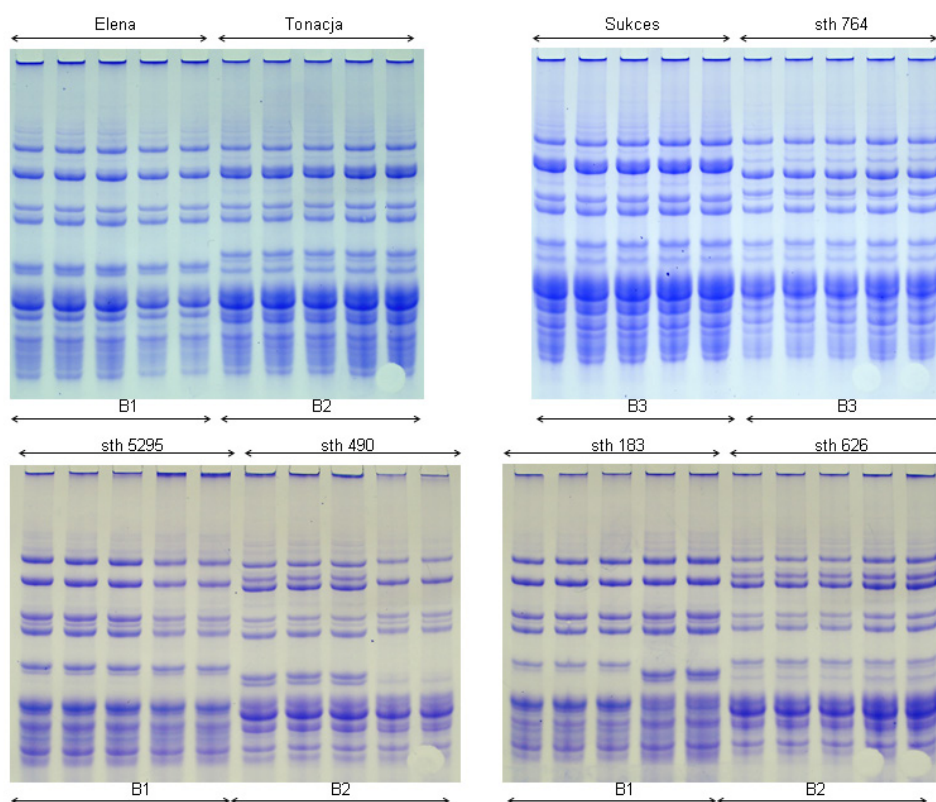 Elena Tonacja
Sukces sth 764
B1 B2
B3 B3
sth 5295 sth 490
sth 183 sth 626
B1 B2
B1 B2